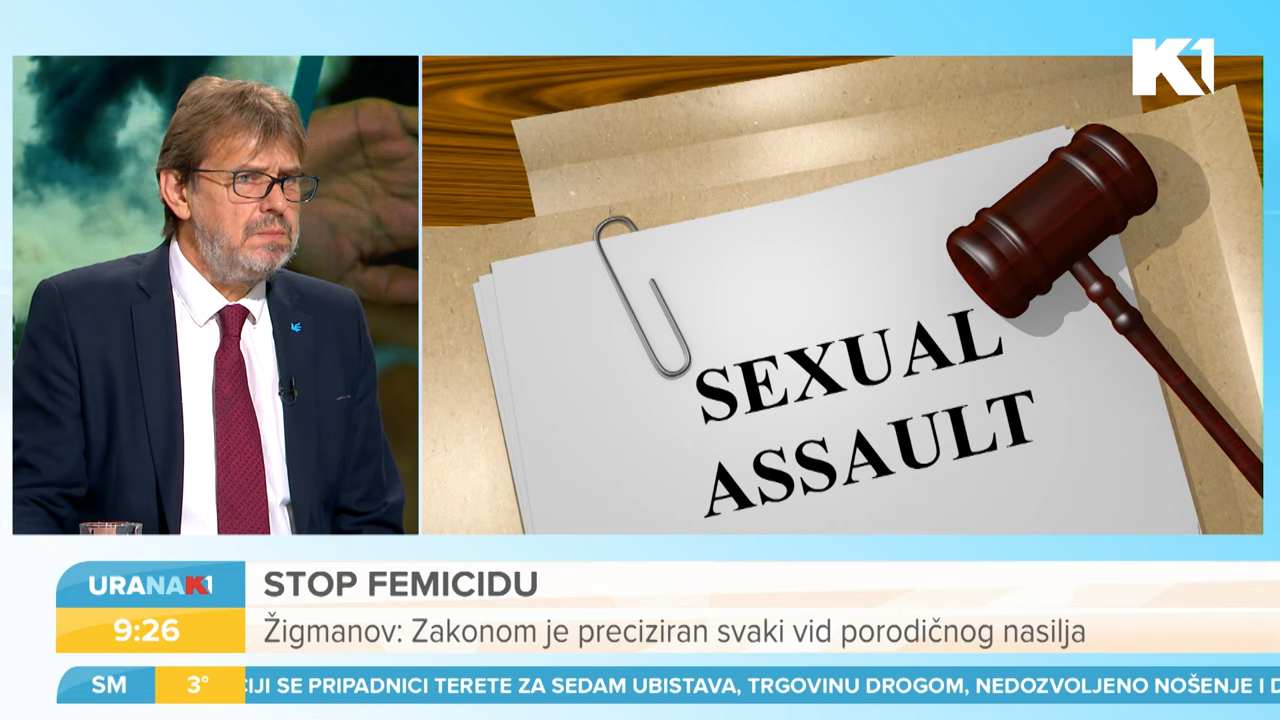 K1
SEXUAL
ASSAULT
URANAK1
STOP FEMICIDU
9:26
Žigmanov: Zakonom je preciziran svaki vid porodičnog nasilja
SM
3°
IJI SE PRIPADNICI TERETE ZA SEDAM UBISTAVA, TRGOVINU DROGOM, NEDOZVOLJENO NOŠENJE I